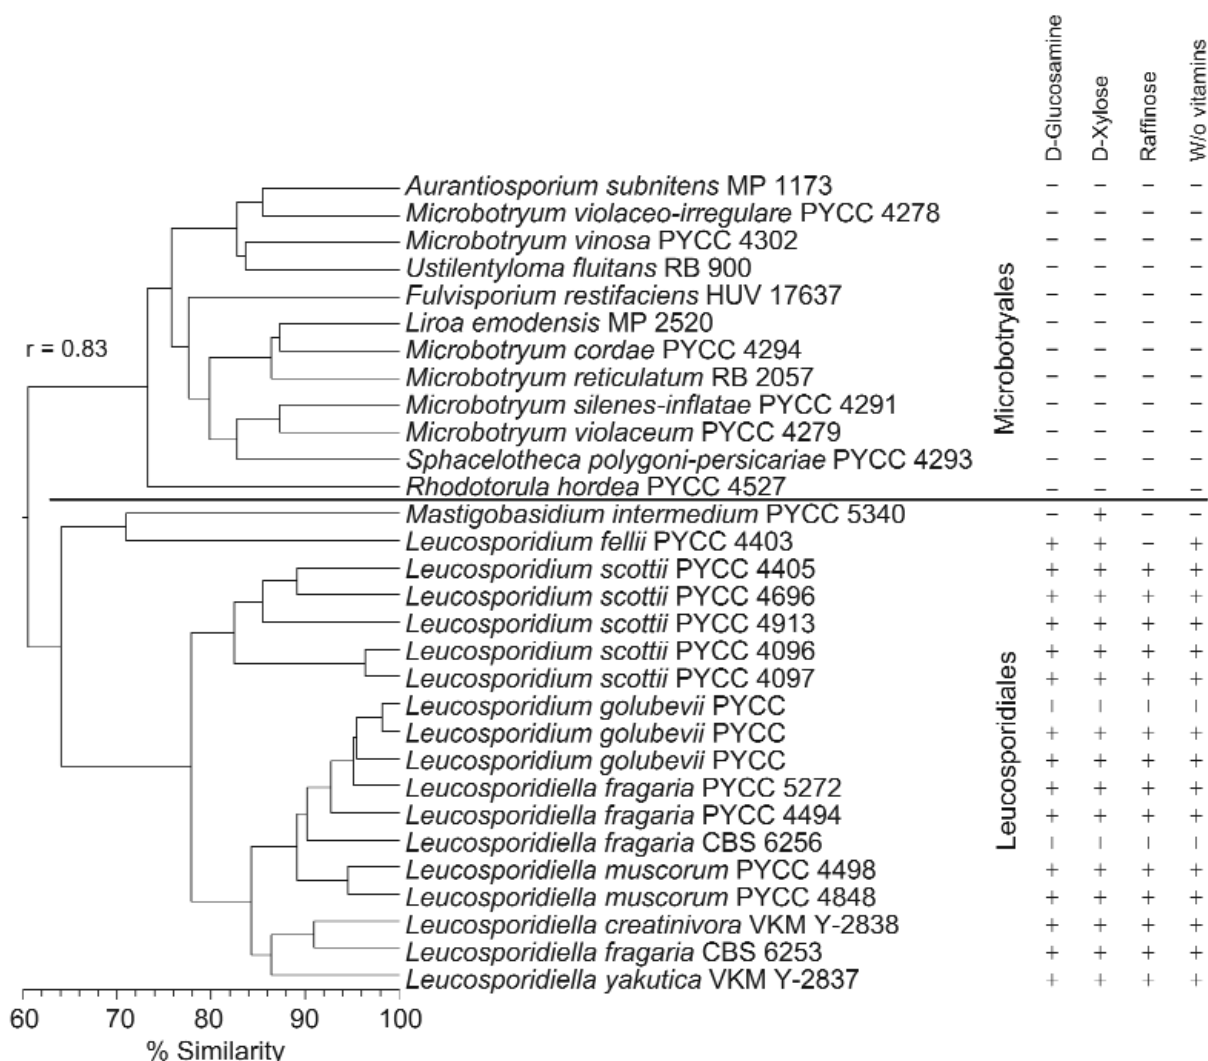 D-Glucosamine
D-Xylose
Raffinose
W/o vitamins
Aurantiosporium subnitens MP 1173 – – – –
Microbotryum violaceo-irregulare PYCC 4278 – – – –
Microbotryum vinosa PYCC 4302 – – – –
Ustilentyloma fluitans RB 900 – – – –
Fulvisporium restifaciens HUV 17637 – – – –
Liroa emodensis MP 2520 – – – –
r = 0.83
Microbotryum cordae PYCC 4294 – – – –
Microbotryum reticulatum RB 2057 – – – –
Microbotryum silenes-inflatae PYCC 4291 – – – –
Microbotryum violaceum PYCC 4279 – – – –
Sphacelotheca polygoni-persicariae PYCC 4293 – – – –
Rhodotorula hordea PYCC 4527 – – – –
Microbotryales
Mastigobasidium intermedium PYCC 5340 – + – –
Leucosporidium fellii PYCC 4403 + + – +
Leucosporidium scottii PYCC 4405 + + + +
Leucosporidium scottii PYCC 4696 + + + +
Leucosporidium scottii PYCC 4913 + + + +
Leucosporidium scottii PYCC 4096 + + + +
Leucosporidium scottii PYCC 4097 + + + +
Leucosporidium golubevii PYCC | | | |
Leucosporidium golubevii PYCC + + + +
Leucosporidium golubevii PYCC + + + +
Leucosporidiella fragaria PYCC 5272 + + + +
Leucosporidiella fragaria PYCC 4494 + + + +
Leucosporidiella fragaria CBS 6256 | | | |
Leucosporidiella muscorum PYCC 4498 + + + +
Leucosporidiella muscorum PYCC 4848 + + + +
Leucosporidiella creatinivora VKM Y-2838 + + + +
Leucosporidiella fragaria CBS 6253 + + + +
Leucosporidiella yakutica VKM Y-2837 + + + +
Leucosporidiales
60 70 80 90 100
% Similarity